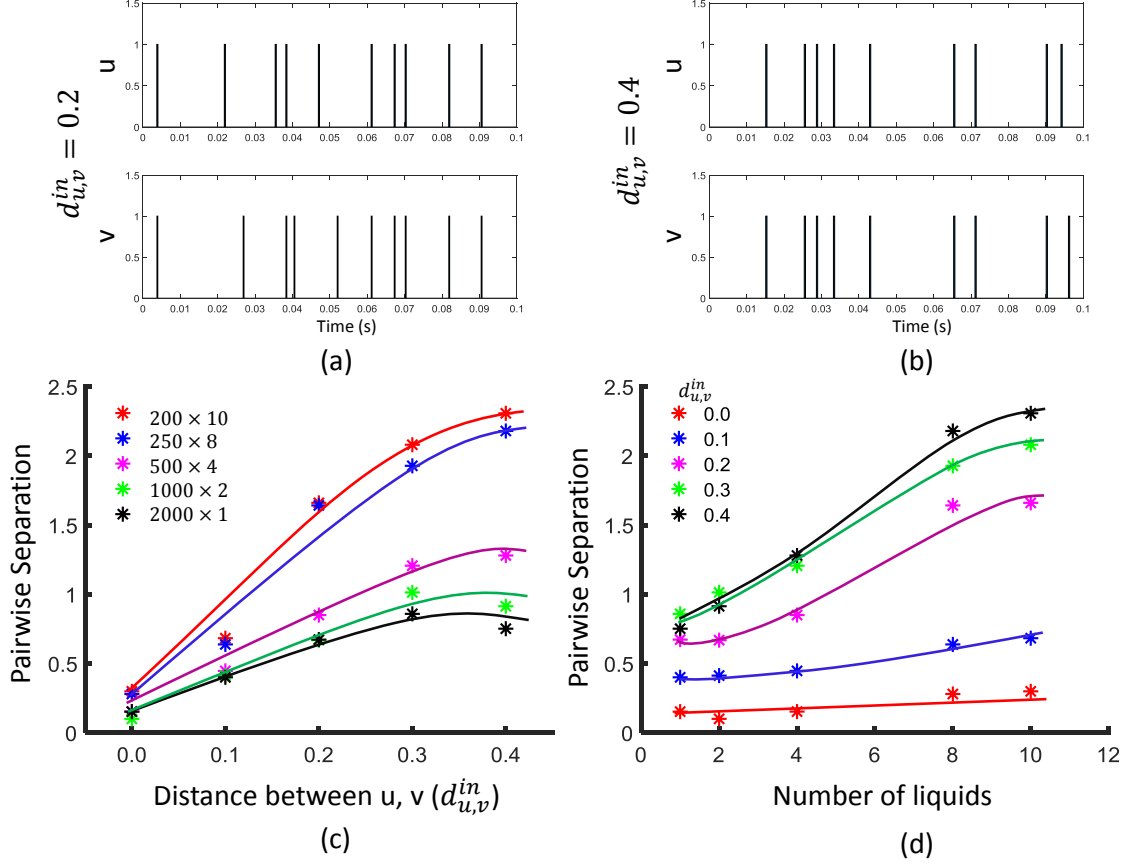 d^{in}_{u,v} = 0.2
u
1.5
1
0.5
0
0 0.01 0.02 0.03 0.04 0.05 0.06 0.07 0.08 0.09 0.1
v
1.5
1
0.5
0
0 0.01 0.02 0.03 0.04 0.05 0.06 0.07 0.08 0.09 0.1
Time (s)
(a)
d^{in}_{u,v} = 0.4
u
1.5
1
0.5
0
0 0.01 0.02 0.03 0.04 0.05 0.06 0.07 0.08 0.09 0.1
v
1.5
1
0.5
0
0 0.01 0.02 0.03 0.04 0.05 0.06 0.07 0.08 0.09 0.1
Time (s)
(b)
Pairwise Separation
2.5
2
1.5
1
0.5
0
200 × 10
250 × 8
500 × 4
1000 × 2
2000 × 1
0.0 0.1 0.2 0.3 0.4
Distance between u, v (d^{in}_{u,v})
(c)
Pairwise Separation
2.5
2
1.5
1
0.5
0
d^{in}_{u,v}
0.0
0.1
0.2
0.3
0.4
0 2 4 6 8 10 12
Number of liquids
(d)